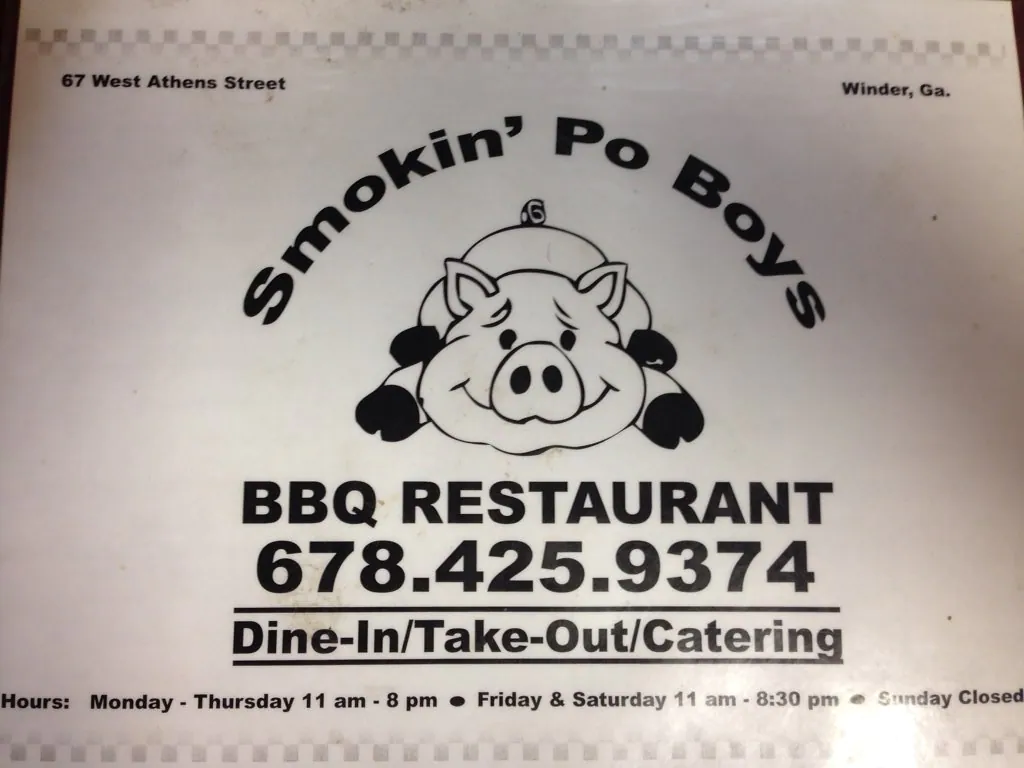 67 West Athens Street
Winder, Ga.
Smokin' Po Boys
BBQ RESTAURANT
678.425.9374
Dine-In/Take-Out/Catering
Hours: Monday - Thursday 11 am - 8 pm ● Friday & Saturday 11 am - 8:30 pm ● Sunday Closed